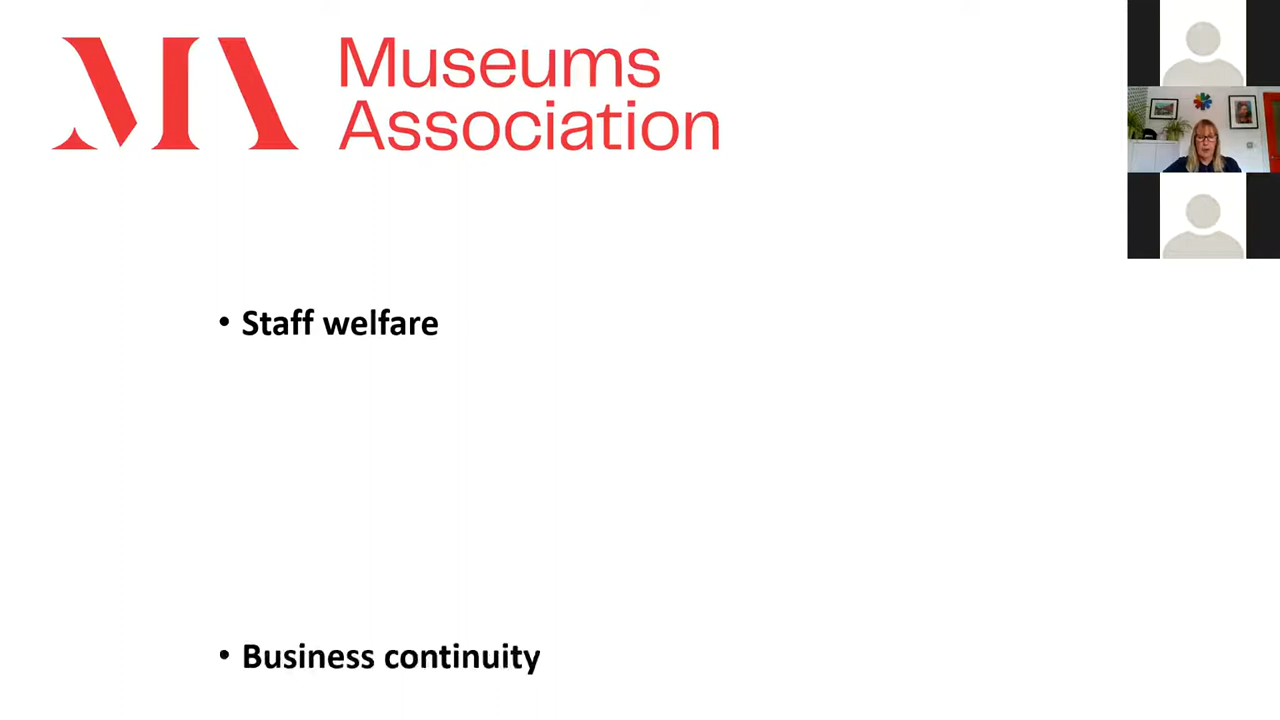 Museums
Association
• Staff welfare
• Business continuity